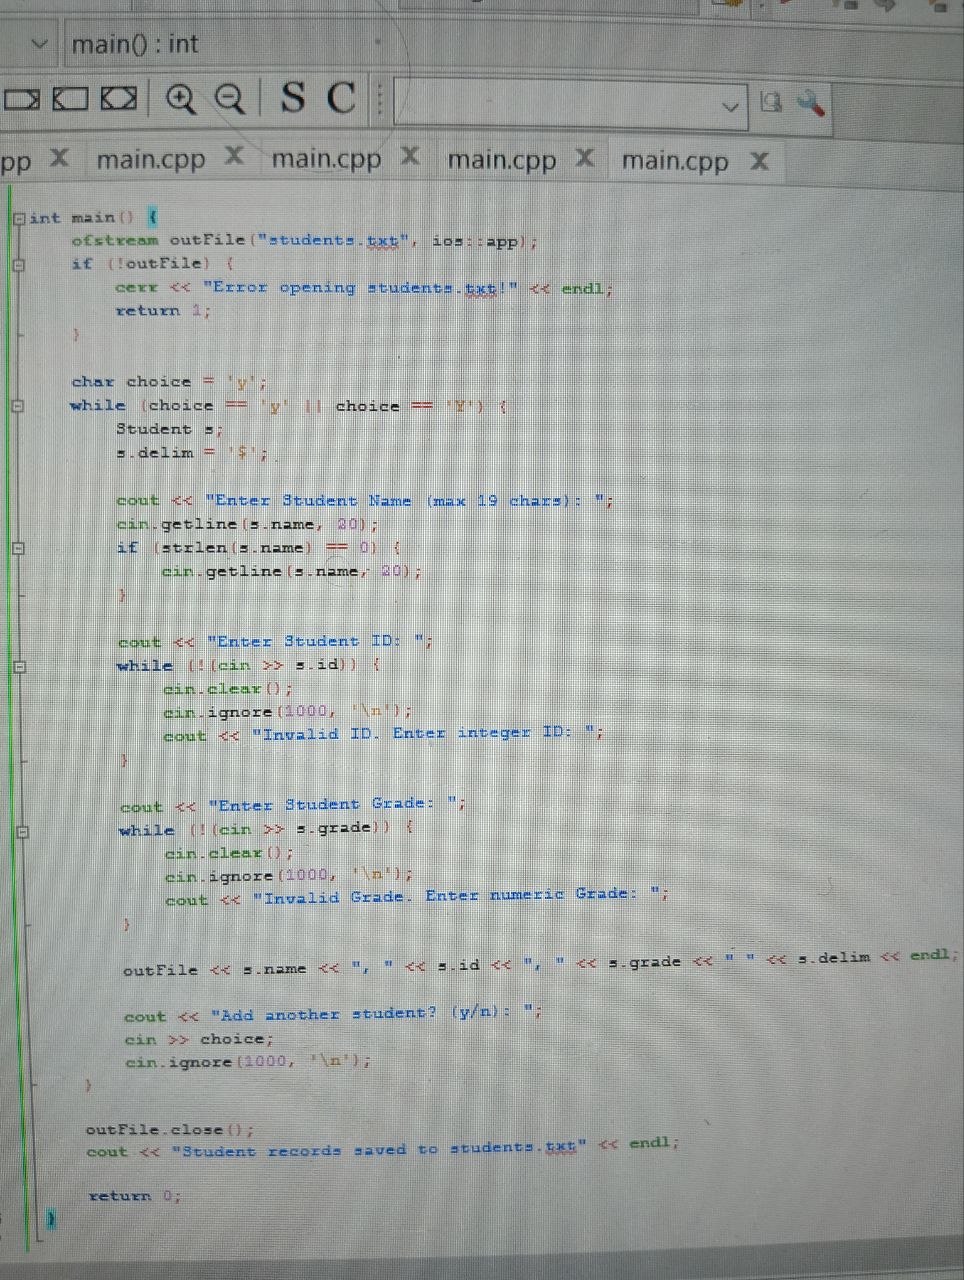 main() : int
S C
pp main.cpp main.cpp main.cpp main.cpp
int main() {
ofstream outFile("students.txt", ios::app);
if (!outFile) {
cerr << "Error opening students.txt!" << endl;
return 1;
}
char choice = 'y';
while (choice == 'y' || choice == 'Y') {
Student s;
s.delim = '$';
cout << "Enter Student Name (max 19 chars): ";
cin.getline(s.name, 20);
if (strlen(s.name) == 0) {
cin.getline(s.name, 20);
}
cout << "Enter Student ID: ";
while (!(cin >> s.id)) {
cin.clear();
cin.ignore(1000, '\n');
cout << "Invalid ID. Enter integer ID: ";
}
cout << "Enter Student Grade: ";
while (!(cin >> s.grade)) {
cin.clear();
cin.ignore(1000, '\n');
cout << "Invalid Grade. Enter numeric Grade: ";
}
outFile << s.name << ", " << s.id << ", " << s.grade << " " << s.delim << endl;
cout << "Add another student? (y/n): ";
cin >> choice;
cin.ignore(1000, '\n');
}
outFile.close();
cout << "Student records saved to students.txt" << endl;
return 0;
}